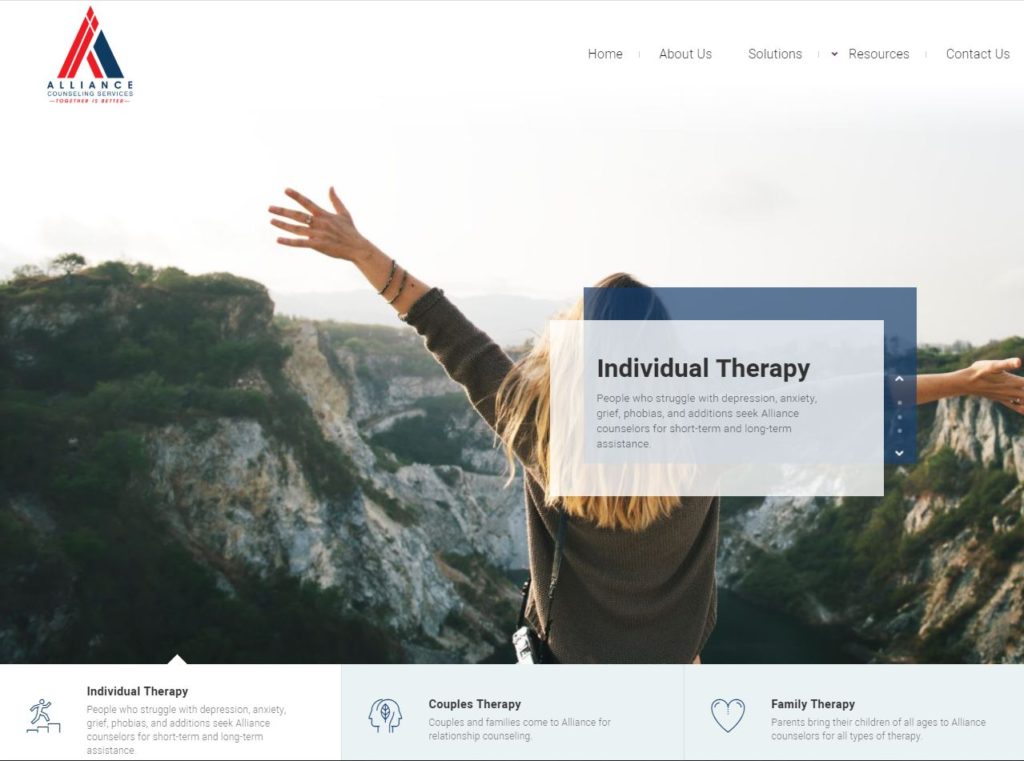 ALLIANCE
COUNSELING SERVICES
—TOGETHER IS BETTER—
Home
About Us
Solutions
Resources
Contact Us
Individual Therapy
People who struggle with depression, anxiety,
grief, phobias, and additions seek Alliance
counselors for short-term and long-term
assistance.
Individual Therapy
People who struggle with depression, anxiety,
grief, phobias, and additions seek Alliance
counselors for short-term and long-term
assistance.
Couples Therapy
Couples and families come to Alliance for
relationship counseling.
Family Therapy
Parents bring their children of all ages to Alliance
counselors for all types of therapy.